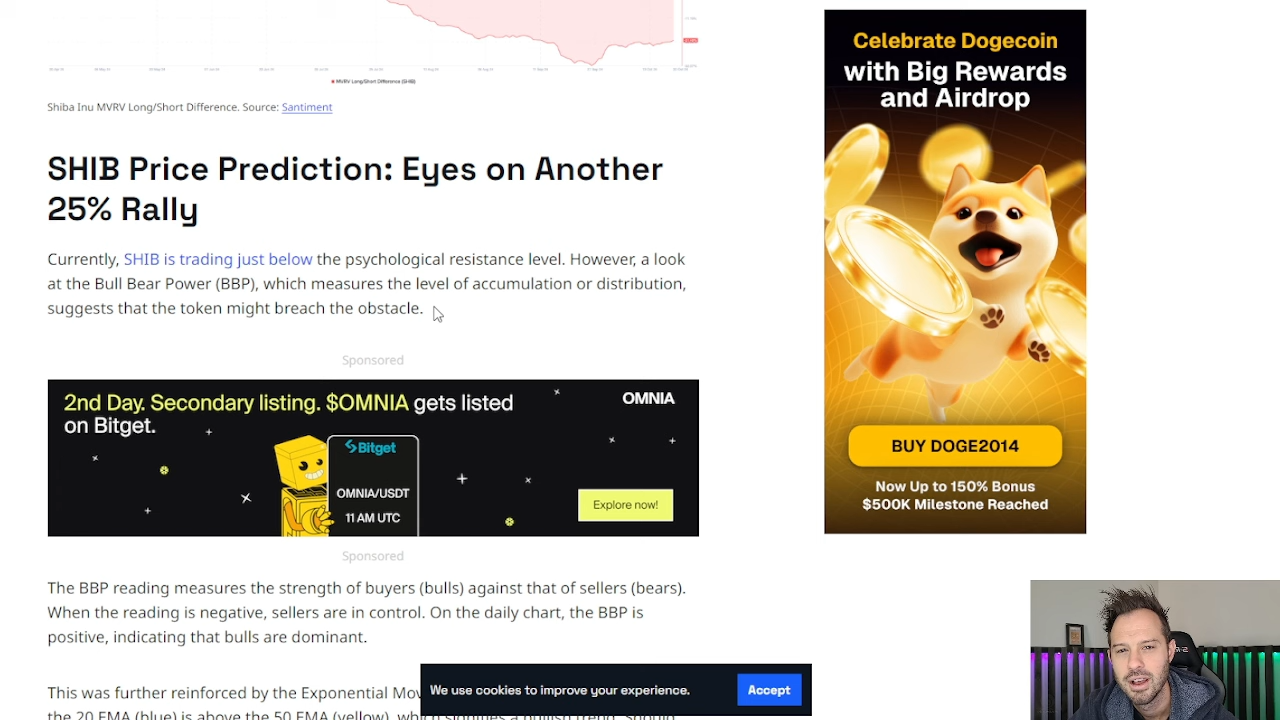 MVRV Long/Short Difference (SHIB)
Shiba Inu MVRV Long/Short Difference. Source: Santiment
SHIB Price Prediction: Eyes on Another
25% Rally
Currently, SHIB is trading just below the psychological resistance level. However, a look
at the Bull Bear Power (BBP), which measures the level of accumulation or distribution,
suggests that the token might breach the obstacle.
Sponsored
2nd Day. Secondary listing. $OMNIA gets listed
on Bitget.
OMNIA
Bitget
OMNIA/USDT
11 AM UTC
Explore now!
Sponsored
The BBP reading measures the strength of buyers (bulls) against that of sellers (bears).
When the reading is negative, sellers are in control. On the daily chart, the BBP is
positive, indicating that bulls are dominant.
This was further reinforced by the Exponential Mov
the 20 EMA (blue) is above the 50 EMA (yellow), which signifies a bullish trend. Should
We use cookies to improve your experience.
Accept
Celebrate Dogecoin
with Big Rewards
and Airdrop
BUY DOGE2014
Now Up to 150% Bonus
$500K Milestone Reached